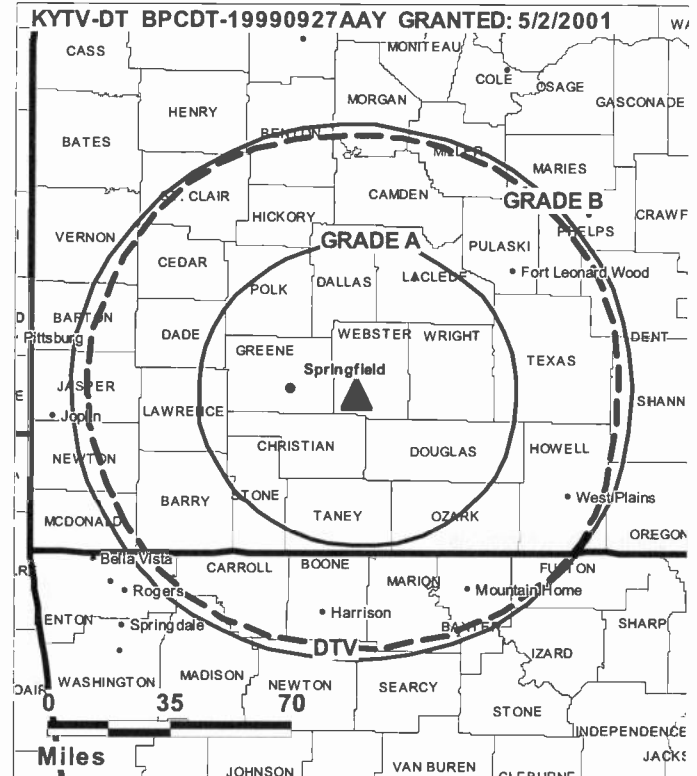 KYTV-DT BPCDT-19990927AAY GRANTED: 5/2/2001
CASS
MONITEAU
COLE
OSAGE
HENRY
MORGAN
GASCONADE
BATES
BENTON
MILLER
MARIES
ST. CLAIR
CAMDEN
GRADE B
HICKORY
CRAWF
VERNON
PHELPS
GRADE A
PULASKI
CEDAR
DALLAS
LACLEDE
Fort Leonard Wood
POLK
BARTON
Pittsburg
DADE
WEBSTER
WRIGHT
DENT
GREENE
TEXAS
Springfield
JASPER
SHANN
Joplin
LAWRENCE
CHRISTIAN
DOUGLAS
HOWELL
NEWTON
BARRY
STONE
West Plains
MCDONALD
TANEY
OZARK
OREGON
Bella Vista
CARROLL
BOONE
FULTON
MARION
Rogers
Mountain Home
Harrison
ENTON
Springdale
BAXTER
SHARP
DTV
IZARD
WASHINGTON
MADISON
NEWTON
SEARCY
DAIR
0 35 70
STONE
INDEPENDENCE
Miles
JACKS
JOHNSON
VAN BUREN
CLEBURNE